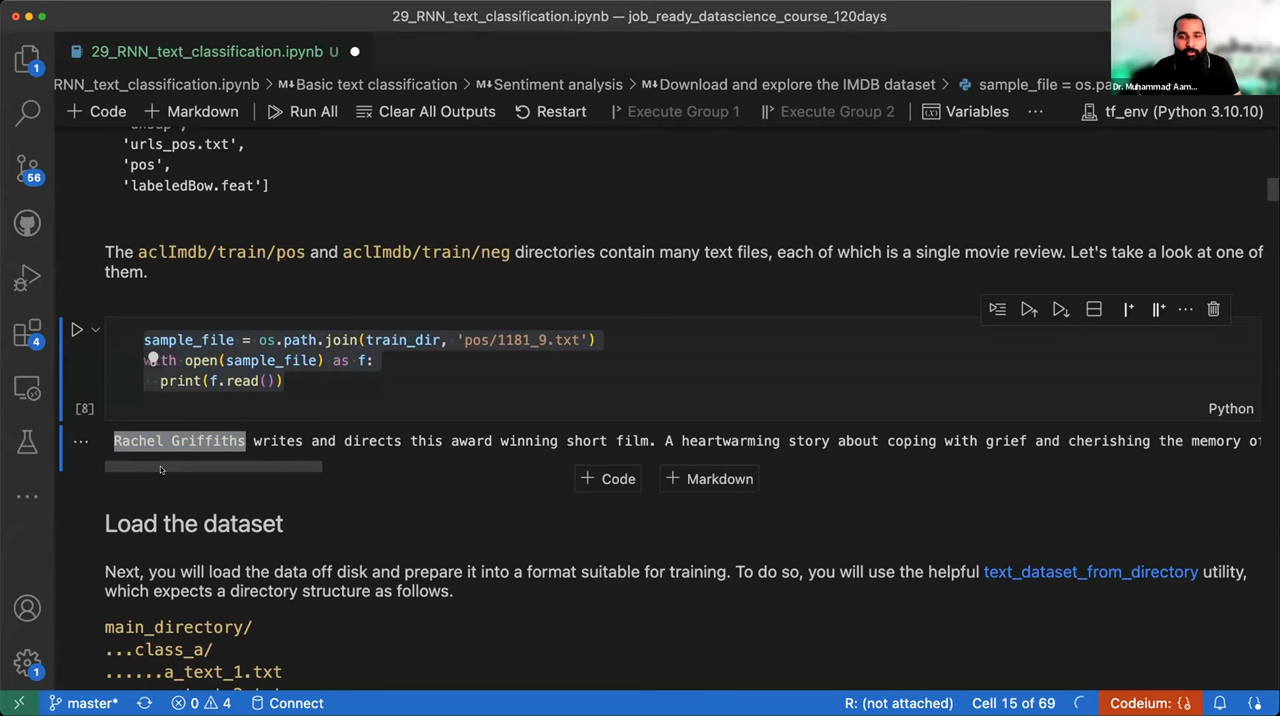 29_RNN_text_classification.ipynb — job_ready_datascience_course_120days
29_RNN_text_classification.ipynb U
RNN_text_classification.ipynb > M↓Basic text classification > M↓Sentiment analysis > M↓Download and explore the IMDB dataset > sample_file = os.pa
Dr. Muhammad Aam...
+ Code + Markdown Run All Clear All Outputs Restart Execute Group 1 Execute Group 2 Variables ... tf_env (Python 3.10.10)
1
56
4
1
'unsup',
'urls_pos.txt',
'pos',
'labeledBow.feat']
The aclImdb/train/pos and aclImdb/train/neg directories contain many text files, each of which is a single movie review. Let's take a look at one of
them.
sample_file = os.path.join(train_dir, 'pos/1181_9.txt')
with open(sample_file) as f:
print(f.read())
[8]
Python
... Rachel Griffiths writes and directs this award winning short film. A heartwarming story about coping with grief and cherishing the memory of
+ Code + Markdown
Load the dataset
Next, you will load the data off disk and prepare it into a format suitable for training. To do so, you will use the helpful text_dataset_from_directory utility,
which expects a directory structure as follows.
main_directory/
...class_a/
......a_text_1.txt
master* 0 4 Connect R: (not attached) Cell 15 of 69 Codeium: {}